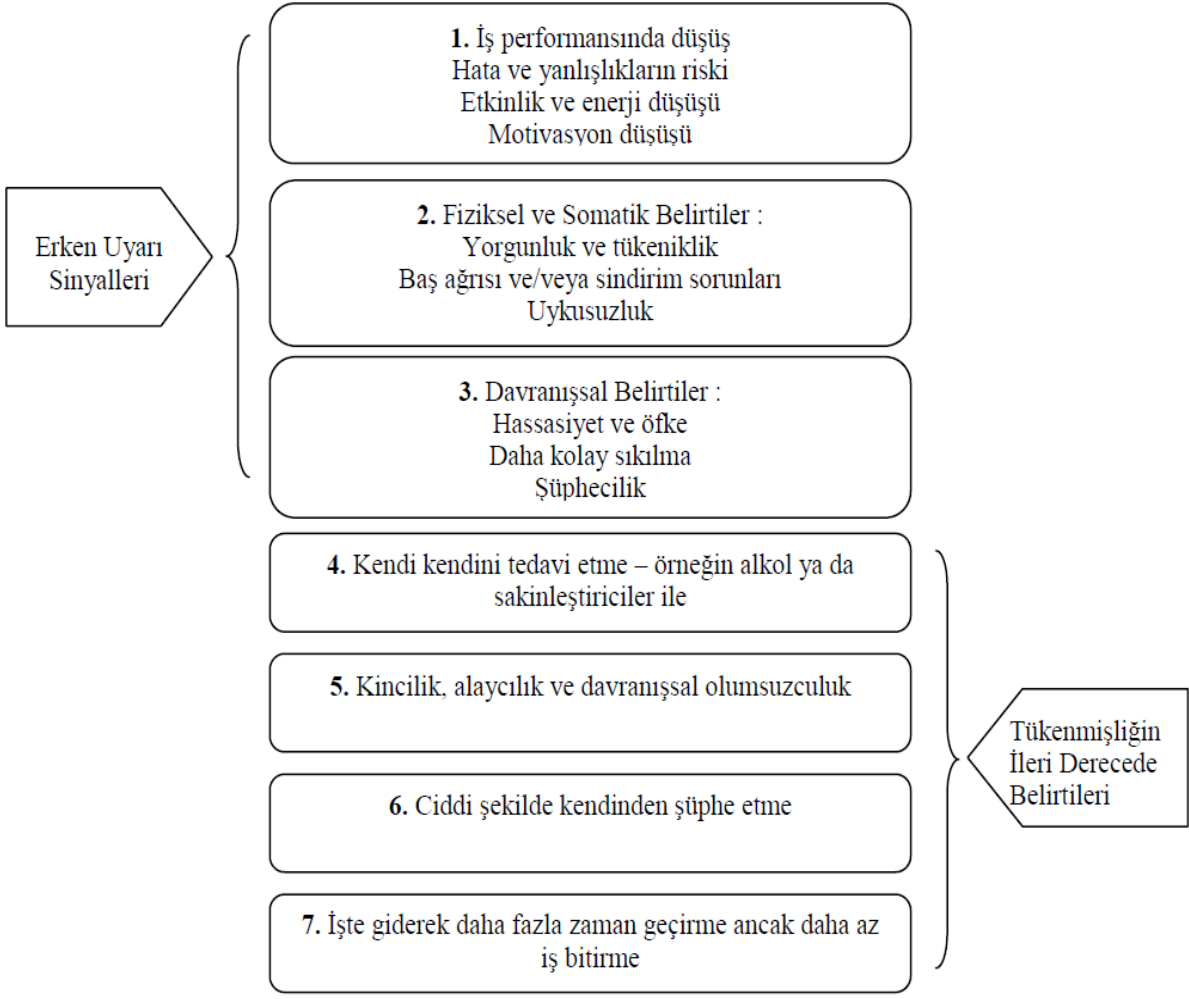 1. İş performansında düşüş
Hata ve yanlışlıkların riski
Etkinlik ve enerji düşüşü
Motivasyon düşüşü
Erken Uyarı
Sinyalleri
2. Fiziksel ve Somatik Belirtiler :
Yorgunluk ve tükeniklik
Baş ağrısı ve/veya sindirim sorunları
Uykusuzluk
3. Davranışsal Belirtiler :
Hassasiyet ve öfke
Daha kolay sıkılma
Şüphecilik
4. Kendi kendini tedavi etme – örneğin alkol ya da
sakinleştiriciler ile
5. Kincilik, alaycılık ve davranışsal olumsuzculuk
Tükenmişliğin
İleri Derecede
Belirtileri
6. Ciddi şekilde kendinden şüphe etme
7. İşte giderek daha fazla zaman geçirme ancak daha az
iş bitirme